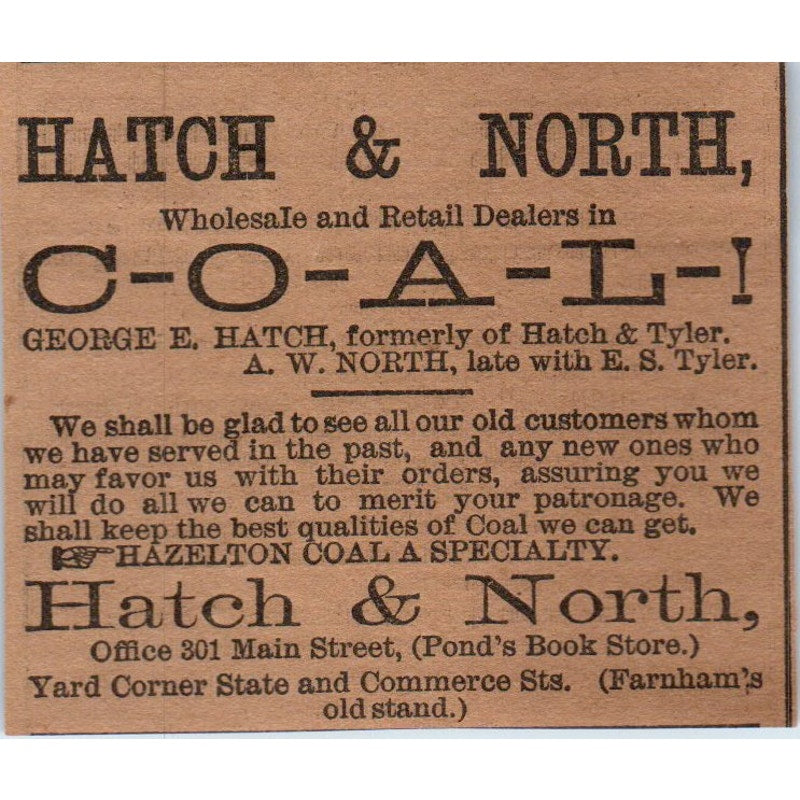 HATCH & NORTH,
Wholesale and Retail Dealers in
C-O-A-L-!
GEORGE E. HATCH, formerly of Hatch & Tyler.
A. W. NORTH, late with E. S. Tyler.
We shall be glad to see all our old customers whom
we have served in the past, and any new ones who
may favor us with their orders, assuring you we
will do all we can to merit your patronage. We
shall keep the best qualities of Coal we can get.
☞HAZELTON COAL A SPECIALTY.
Hatch & North,
Office 301 Main Street, (Pond's Book Store.)
Yard Corner State and Commerce Sts. (Farnham's
old stand.)